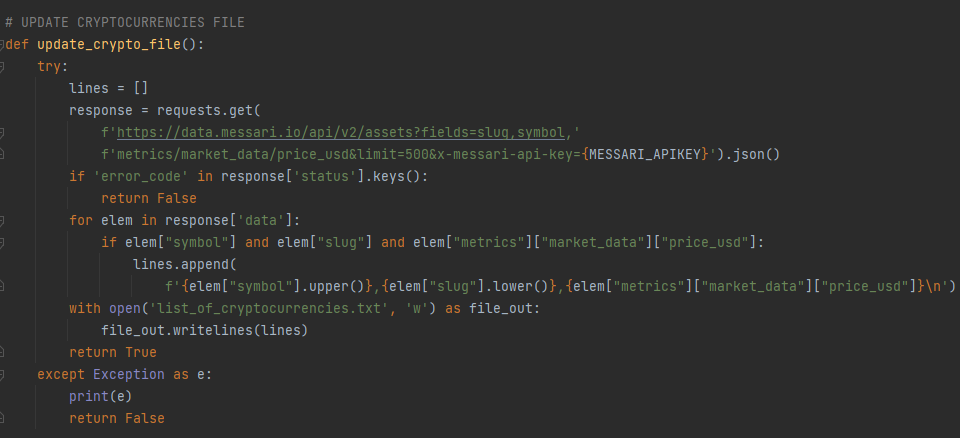 # UPDATE CRYPTOCURRENCIES FILE
def update_crypto_file():
    try:
        lines = []
        response = requests.get(
            f'https://data.messari.io/api/v2/assets?fields=slug,symbol,'
            f'metrics/market_data/price_usd&limit=500&x-messari-api-key={MESSARI_APIKEY}').json()
        if 'error_code' in response['status'].keys():
            return False
        for elem in response['data']:
            if elem["symbol"] and elem["slug"] and elem["metrics"]["market_data"]["price_usd"]:
                lines.append(
                    f'{elem["symbol"].upper()},{elem["slug"].lower()},{elem["metrics"]["market_data"]["price_usd"]}\n')
        with open('list_of_cryptocurrencies.txt', 'w') as file_out:
            file_out.writelines(lines)
        return True
    except Exception as e:
        print(e)
        return False